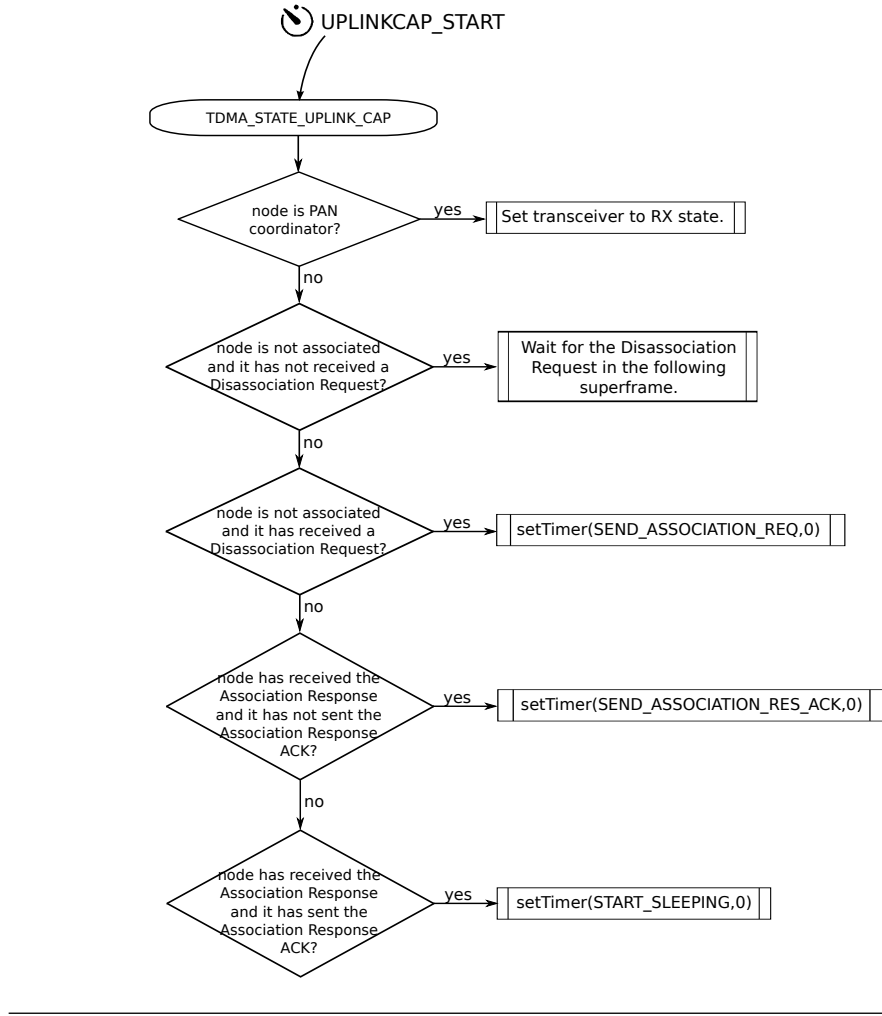 UPLINKCAP_START
TDMA_STATE_UPLINK_CAP
node is PAN
coordinator?
yes
Set transceiver to RX state.
no
node is not associated
and it has not received a
Disassociation Request?
yes
Wait for the Disassociation
Request in the following
superframe.
no
node is not associated
and it has received a
Disassociation Request?
yes
setTimer(SEND_ASSOCIATION_REQ,0)
no
node has received the
Association Response
and it has not sent the
Association Response
ACK?
yes
setTimer(SEND_ASSOCIATION_RES_ACK,0)
no
node has received the
Association Response
and it has sent the
Association Response
ACK?
yes
setTimer(START_SLEEPING,0)